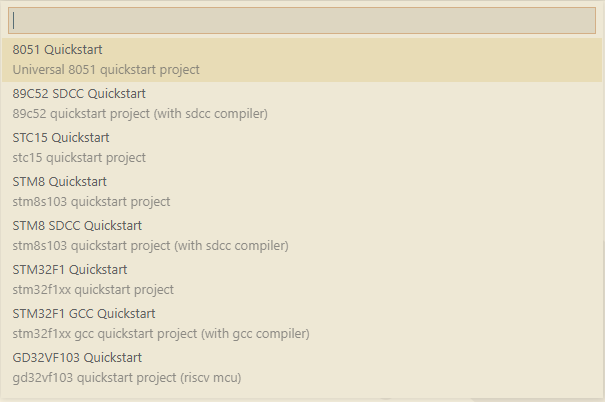 8051 Quickstart
Universal 8051 quickstart project
89C52 SDCC Quickstart
89c52 quickstart project (with sdcc compiler)
STC15 Quickstart
stc15 quickstart project
STM8 Quickstart
stm8s103 quickstart project
STM8 SDCC Quickstart
stm8s103 quickstart project (with sdcc compiler)
STM32F1 Quickstart
stm32f1xx quickstart project
STM32F1 GCC Quickstart
stm32f1xx gcc quickstart project (with gcc compiler)
GD32VF103 Quickstart
gd32vf103 quickstart project (riscv mcu)